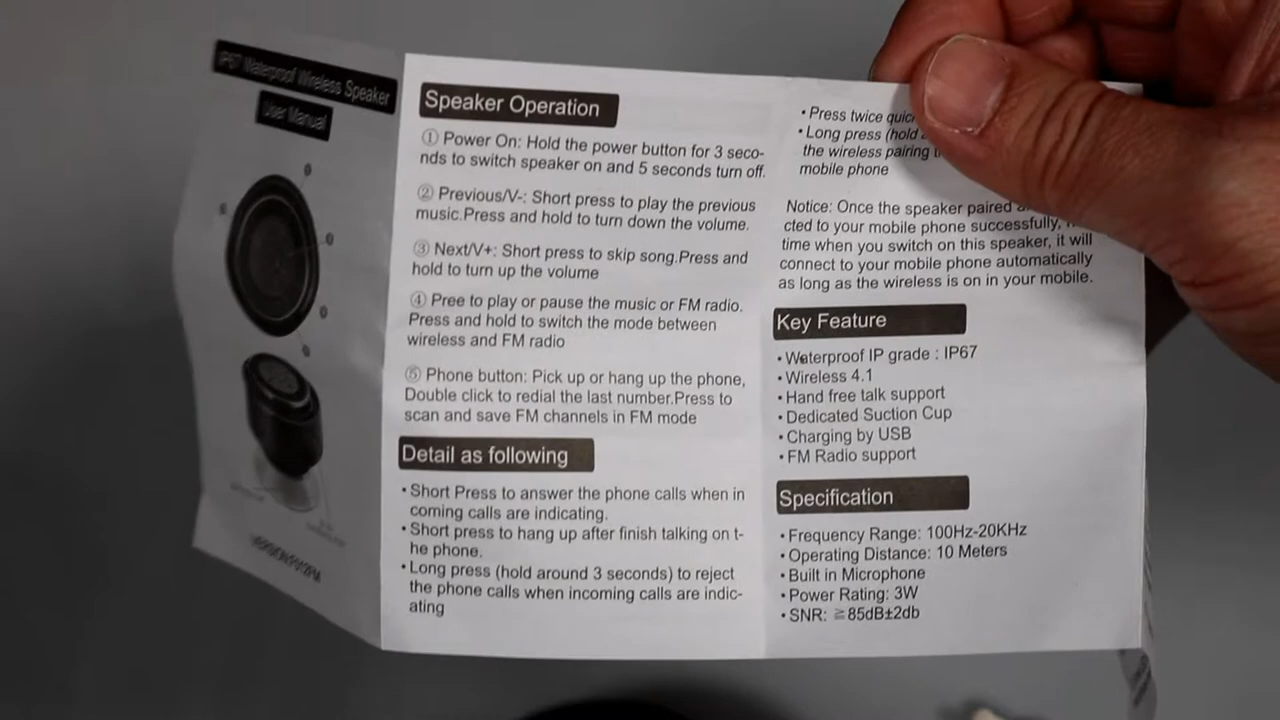 IP67 Waterproof Wireless Speaker
User Manual
VERSION:F012FM
Speaker Operation
① Power On: Hold the power button for 3 seco-
nds to switch speaker on and 5 seconds turn off.
② Previous/V-: Short press to play the previous
music.Press and hold to turn down the volume.
③ Next/V+: Short press to skip song.Press and
hold to turn up the volume
④ Pree to play or pause the music or FM radio.
Press and hold to switch the mode between
wireless and FM radio
⑤ Phone button: Pick up or hang up the phone,
Double click to redial the last number.Press to
scan and save FM channels in FM mode
Detail as following
• Short Press to answer the phone calls when in
coming calls are indicating.
• Short press to hang up after finish talking on t-
he phone.
• Long press (hold around 3 seconds) to reject
the phone calls when incoming calls are indic-
ating
• Press twice
• Long press (hold
the wireless pairing
mobile phone
Notice: Once the speaker paired
cted to your mobile phone successfully,
time when you switch on this speaker, it will
connect to your mobile phone automatically
as long as the wireless is on in your mobile.
Key Feature
• Waterproof IP grade : IP67
• Wireless 4.1
• Hand free talk support
• Dedicated Suction Cup
• Charging by USB
• FM Radio support
Specification
• Frequency Range: 100Hz-20KHz
• Operating Distance: 10 Meters
• Built in Microphone
• Power Rating: 3W
• SNR: ≧85dB±2db